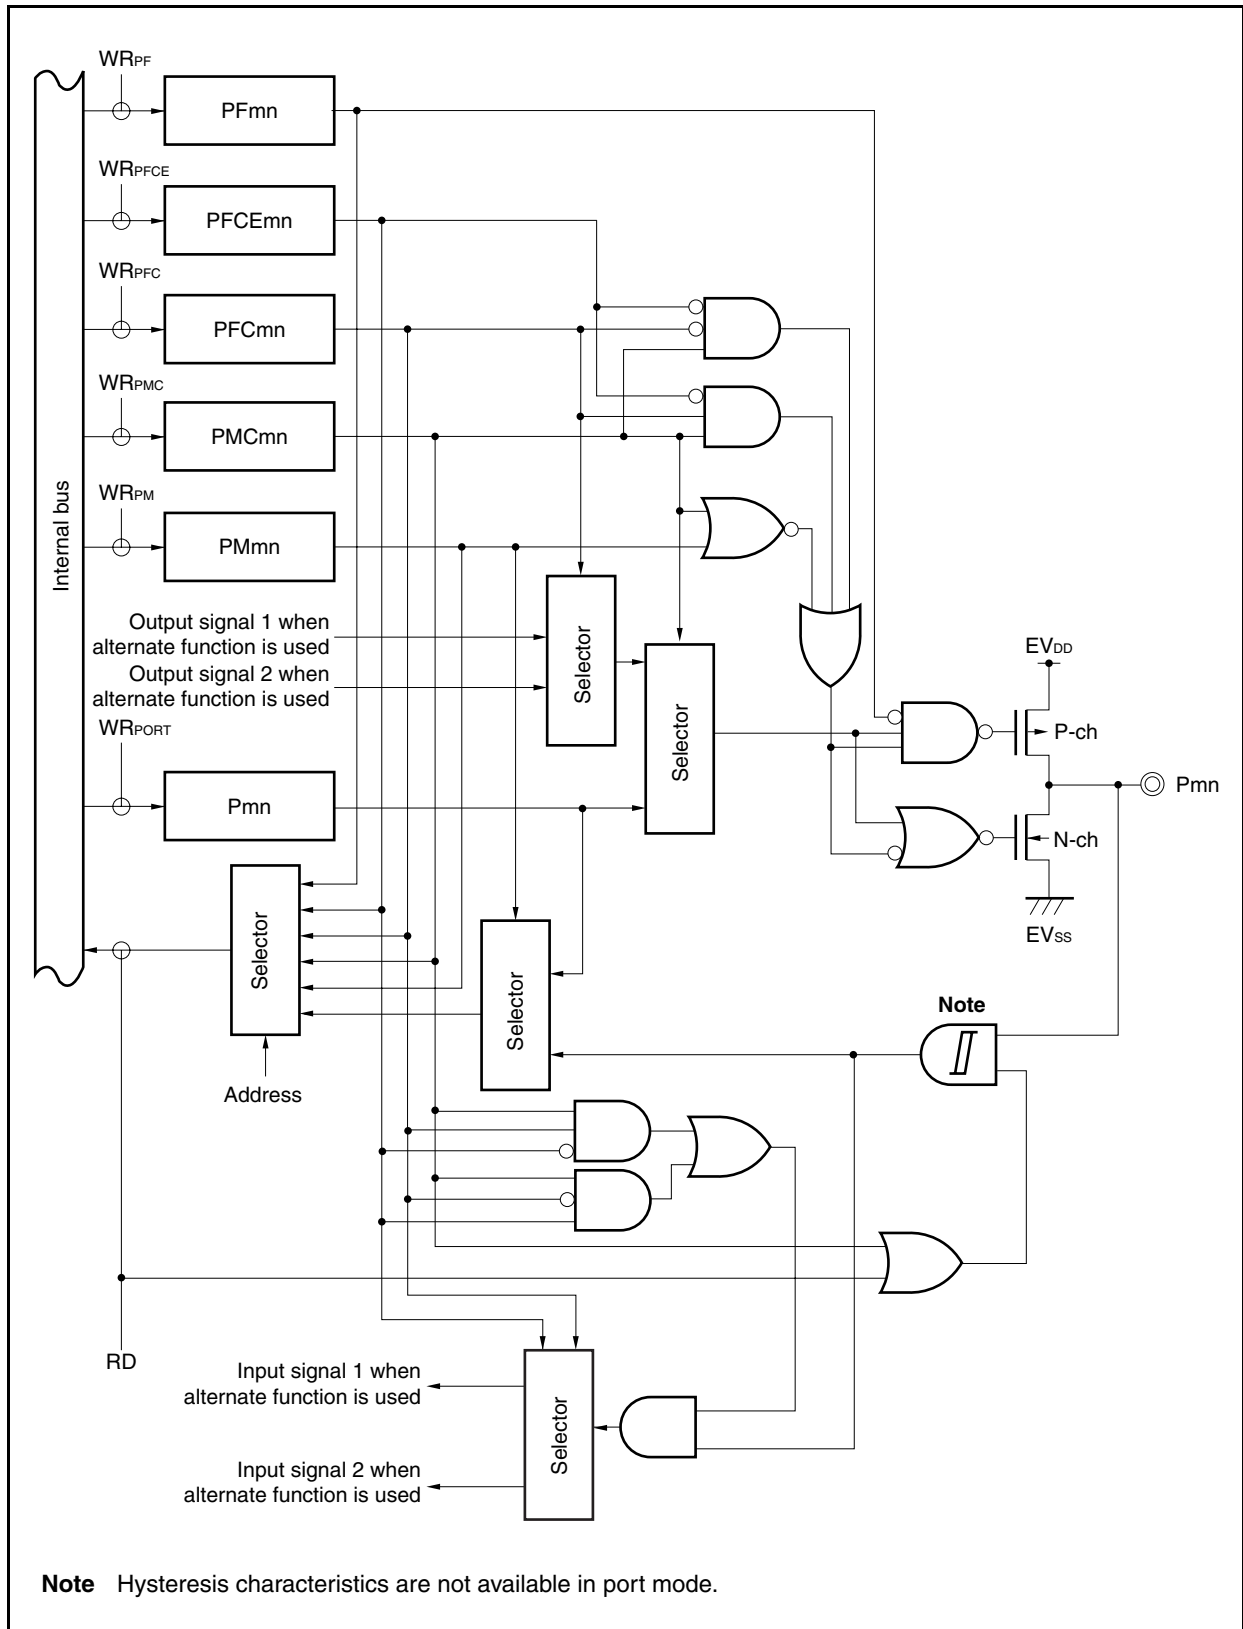 WRPF
PFmn
WRPFCE
PFCEmn
WRPFC
PFCmn
WRPMC
PMCmn
WRPM
PMmn
Internal bus
Output signal 1 when
alternate function is used
Output signal 2 when
alternate function is used
Selector
Selector
WRPORT
Pmn
EVDD
P-ch
Pmn
N-ch
EVSS
Selector
Address
Selector
Note
RD
Input signal 1 when
alternate function is used
Input signal 2 when
alternate function is used
Selector
Note Hysteresis characteristics are not available in port mode.